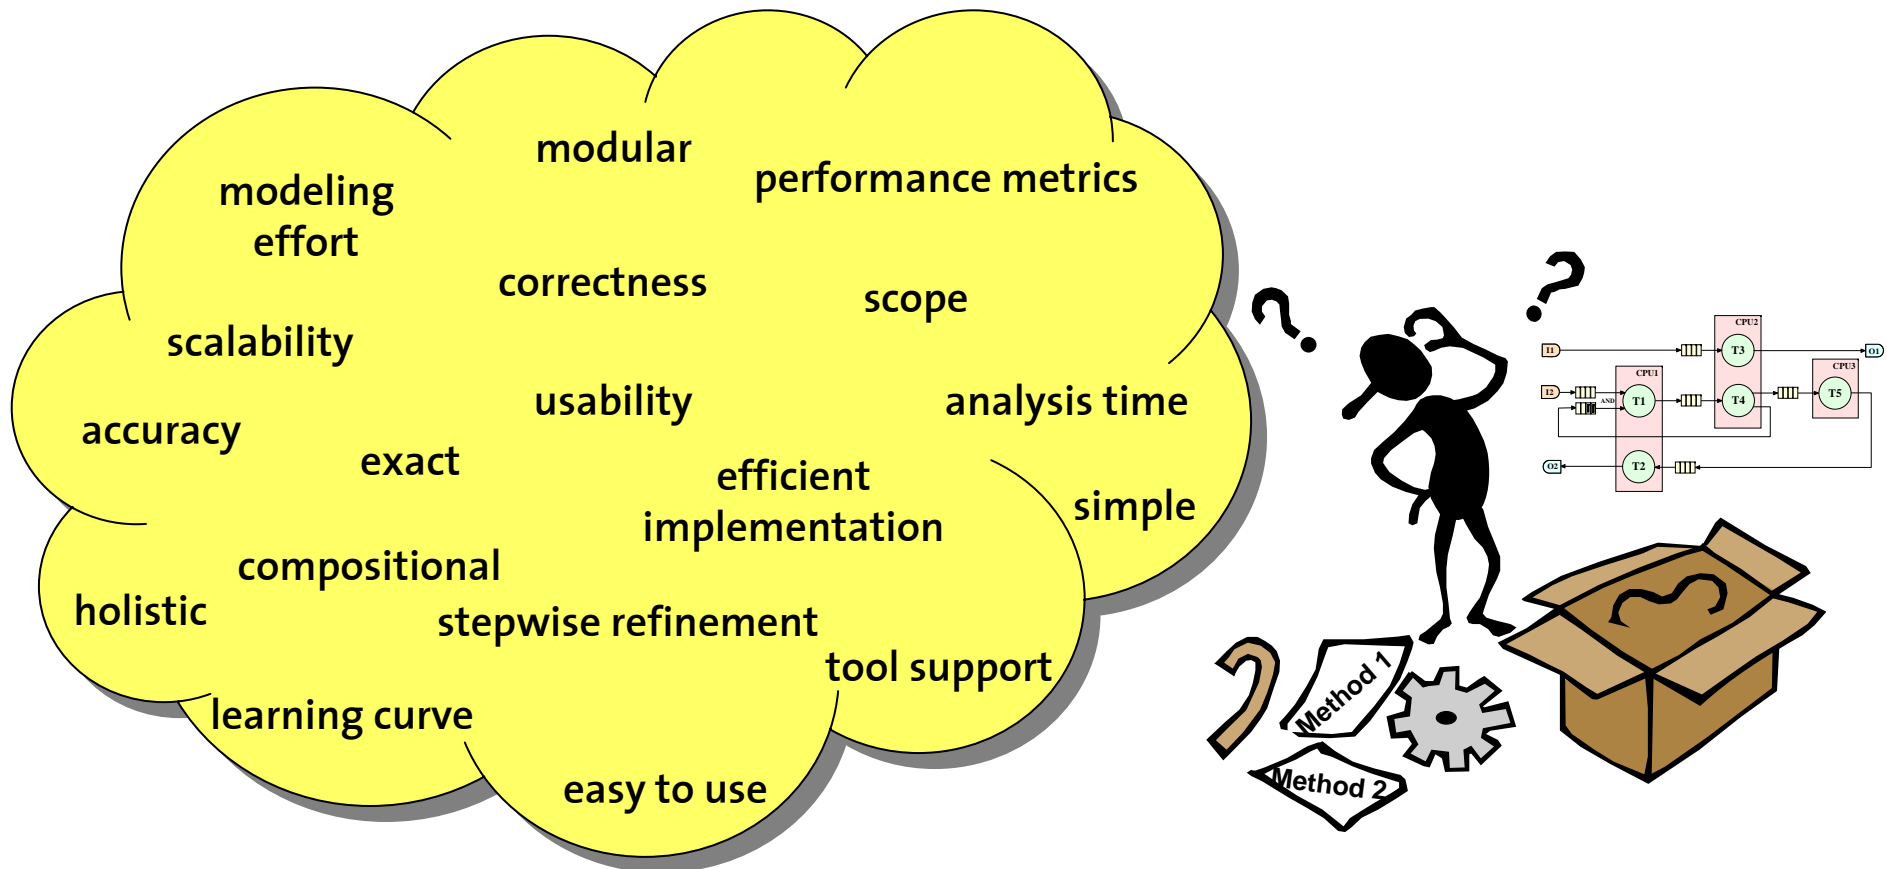 modular
performance metrics
modeling
effort
correctness
scope
scalability
usability
analysis time
accuracy
exact
efficient
implementation
simple
compositional
holistic
stepwise refinement
tool support
learning curve
easy to use
? ?
CPU2
I1
T3
O1
CPU1
CPU3
I2
AND
T1
T4
T5
O2
T2
Method 1
Method 2